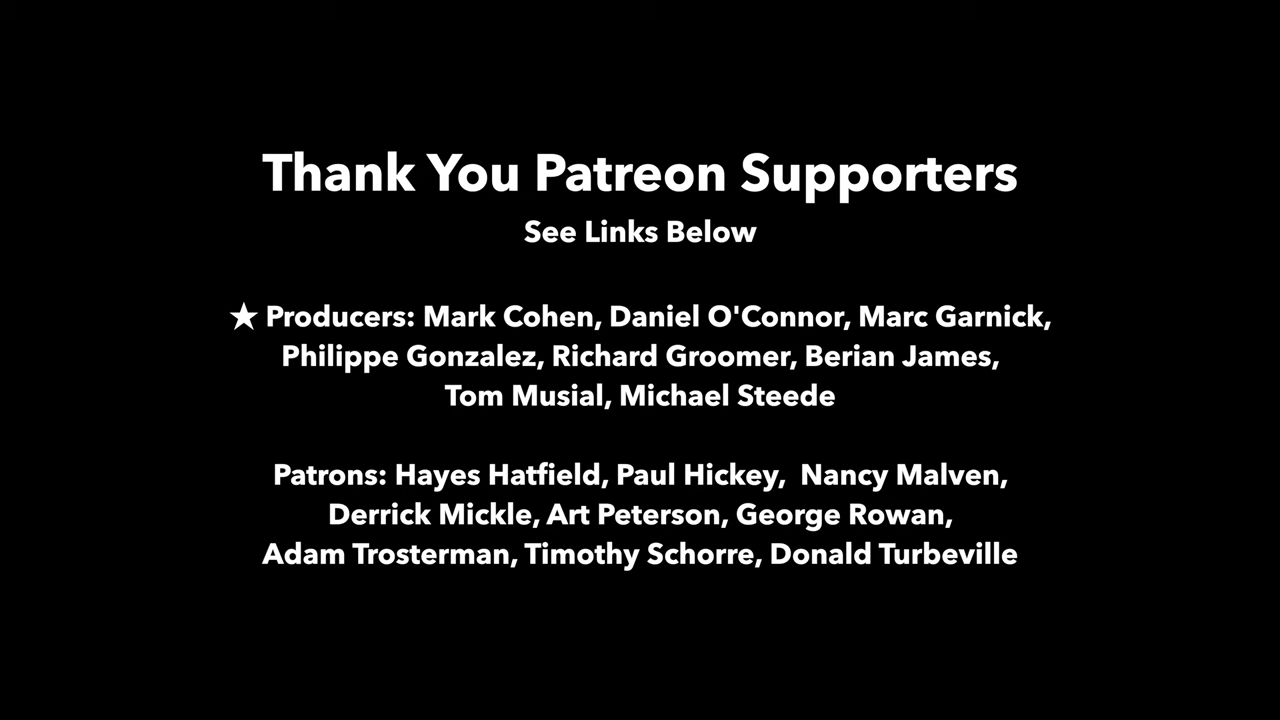 Thank You Patreon Supporters
See Links Below
★ Producers: Mark Cohen, Daniel O'Connor, Marc Garnick,
Philippe Gonzalez, Richard Groomer, Berian James,
Tom Musial, Michael Steede
Patrons: Hayes Hatfield, Paul Hickey,  Nancy Malven,
Derrick Mickle, Art Peterson, George Rowan,
Adam Trosterman, Timothy Schorre, Donald Turbeville